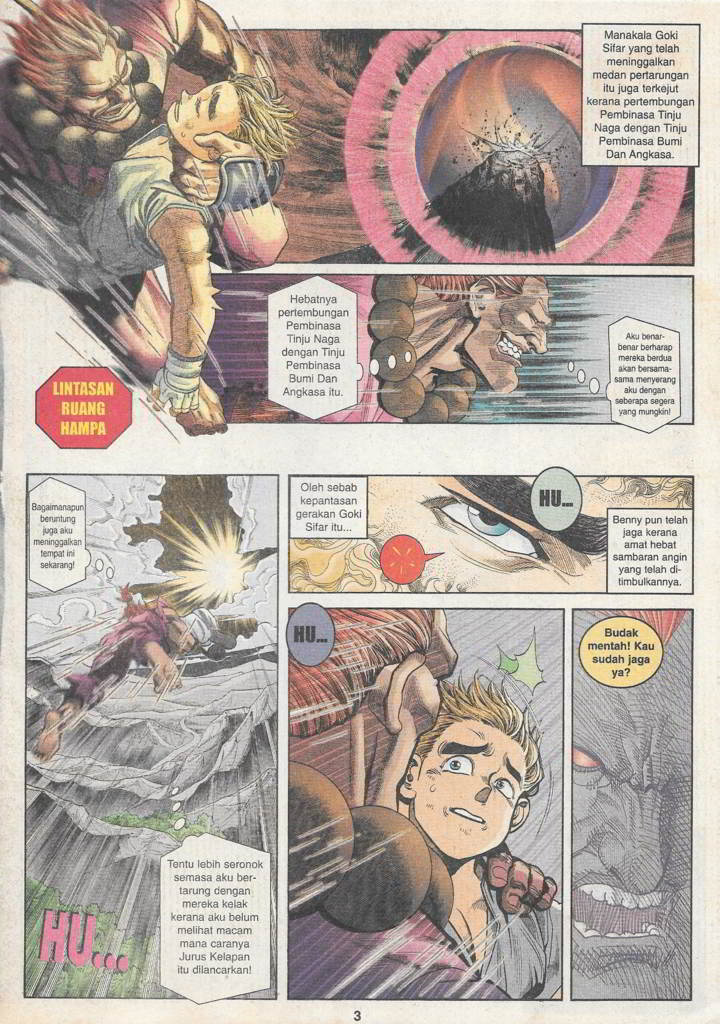 Manakala Goki
Sifar yang telah
meninggalkan
medan pertarungan
itu juga terkejut
kerana pertembungan
Pembinasa Tinju
Naga dengan Tinju
Pembinasa Bumi
Dan Angkasa.
Hebatnya
pertembungan
Pembinasa
Tinju Naga
dengan Tinju
Pembinasa
Bumi Dan
Angkasa itu.
Aku benar-
benar berharap
mereka berdua
akan bersama-
sama menyerang
aku dengan
seberapa segera
yang mungkin!
LINTASAN
RUANG
HAMPA
Bagaimanapun
beruntung
juga aku
meninggalkan
tempat ini
sekarang!
Tentu lebih seronok
semasa aku ber-
tarung dengan
mereka kelak
kerana aku belum
melihat macam
mana caranya
Jurus Kelapan
itu dilancarkan!
HU...
Oleh sebab
kepantasan
gerakan Goki
Sifar itu...
HU...
Benny pun telah
jaga kerana
amat hebat
sambaran angin
yang telah di-
timbulkannya.
HU...
Budak
mentah! Kau
sudah jaga
ya?
3